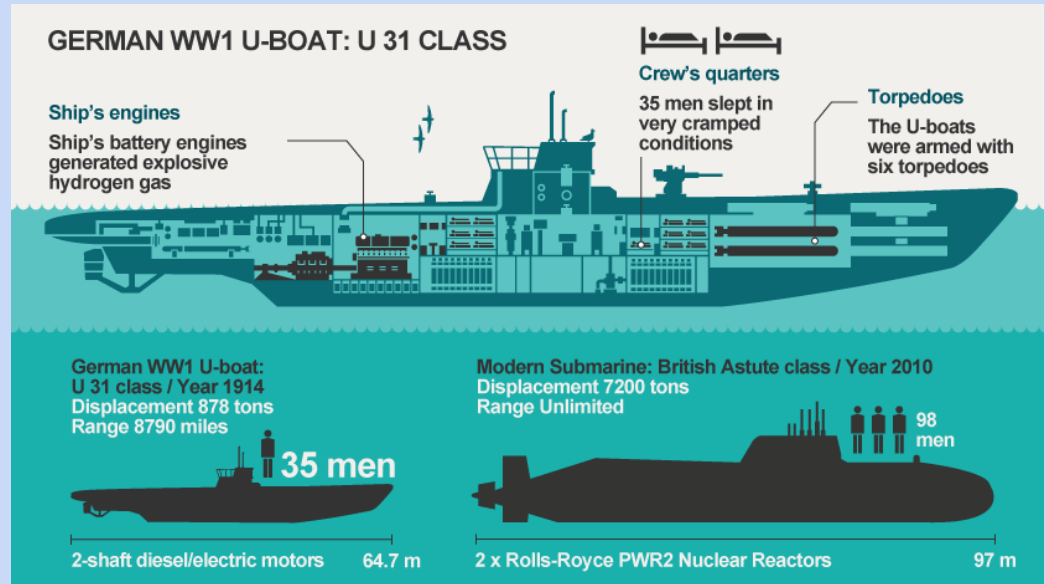 GERMAN WW1 U-BOAT: U 31 CLASS
Ship's engines
Ship's battery engines
generated explosive
hydrogen gas
Crew's quarters
35 men slept in
very cramped
conditions
Torpedoes
The U-boats
were armed with
six torpedoes
German WW1 U-boat:
U 31 class / Year 1914
Displacement 878 tons
Range 8790 miles
35 men
2-shaft diesel/electric motors
64.7 m
Modern Submarine: British Astute class / Year 2010
Displacement 7200 tons
Range Unlimited
98
men
2 x Rolls-Royce PWR2 Nuclear Reactors
97 m